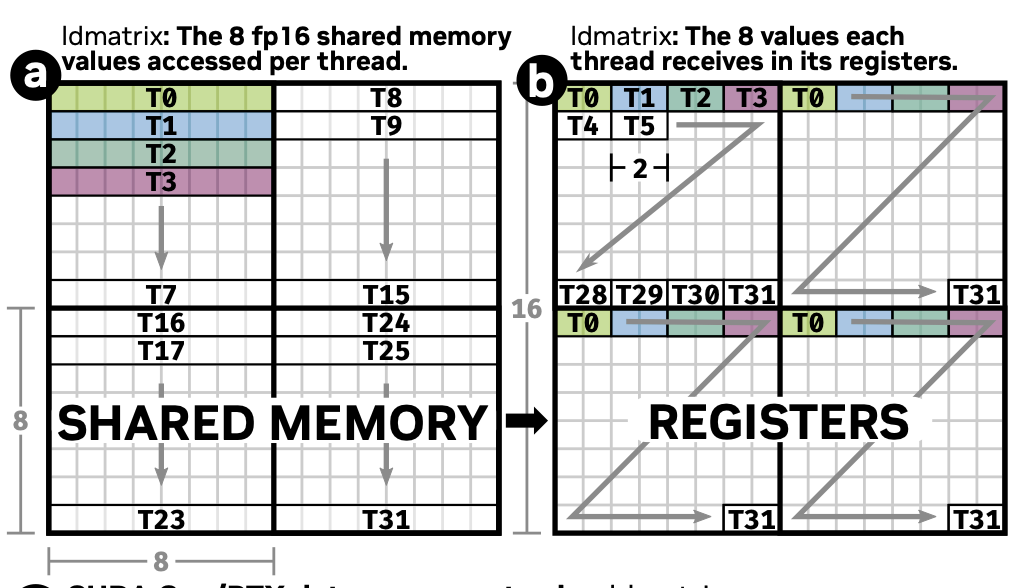 ldmatrix: The 8 fp16 shared memory
values accessed per thread.
a
T0
T8
T1
T9
T2
T3
T7
T15
T16
T24
T17
T25
SHARED MEMORY
T23
T31
8
8
ldmatrix: The 8 values each
thread receives in its registers.
b
T0 T1 T2 T3 T0
T4 T5
2
T28 T29 T30 T31 T31
16
T0 T0
REGISTERS
T31 T31